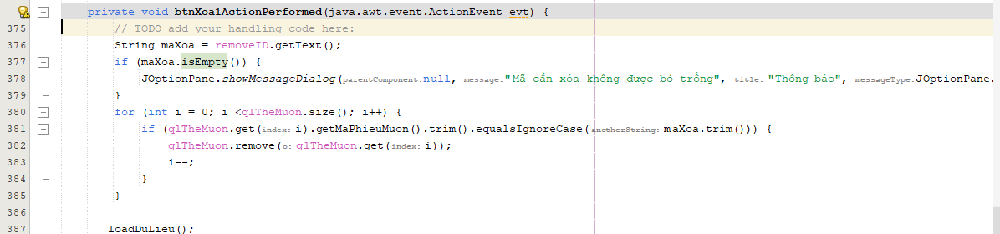 private void btnXoa1ActionPerformed(java.awt.event.ActionEvent evt) {
375 // TODO add your handling code here:
376 String maXoa = removeID.getText();
377 if (maXoa.isEmpty()) {
378 JOptionPane.showMessageDialog(parentComponent:null, message:"Mã cần xóa không được bỏ trống", title: "Thông báo", messageType:JOptionPane.
379 }
380 for (int i = 0; i <qlTheMuon.size(); i++) {
381 if (qlTheMuon.get(index: i).getMaPhieuMuon().trim().equalsIgnoreCase(anotherString: maXoa.trim())) {
382 qlTheMuon.remove(o: qlTheMuon.get(index: i));
383 i--;
384 }
385 }
386
387 loadDuLieu();